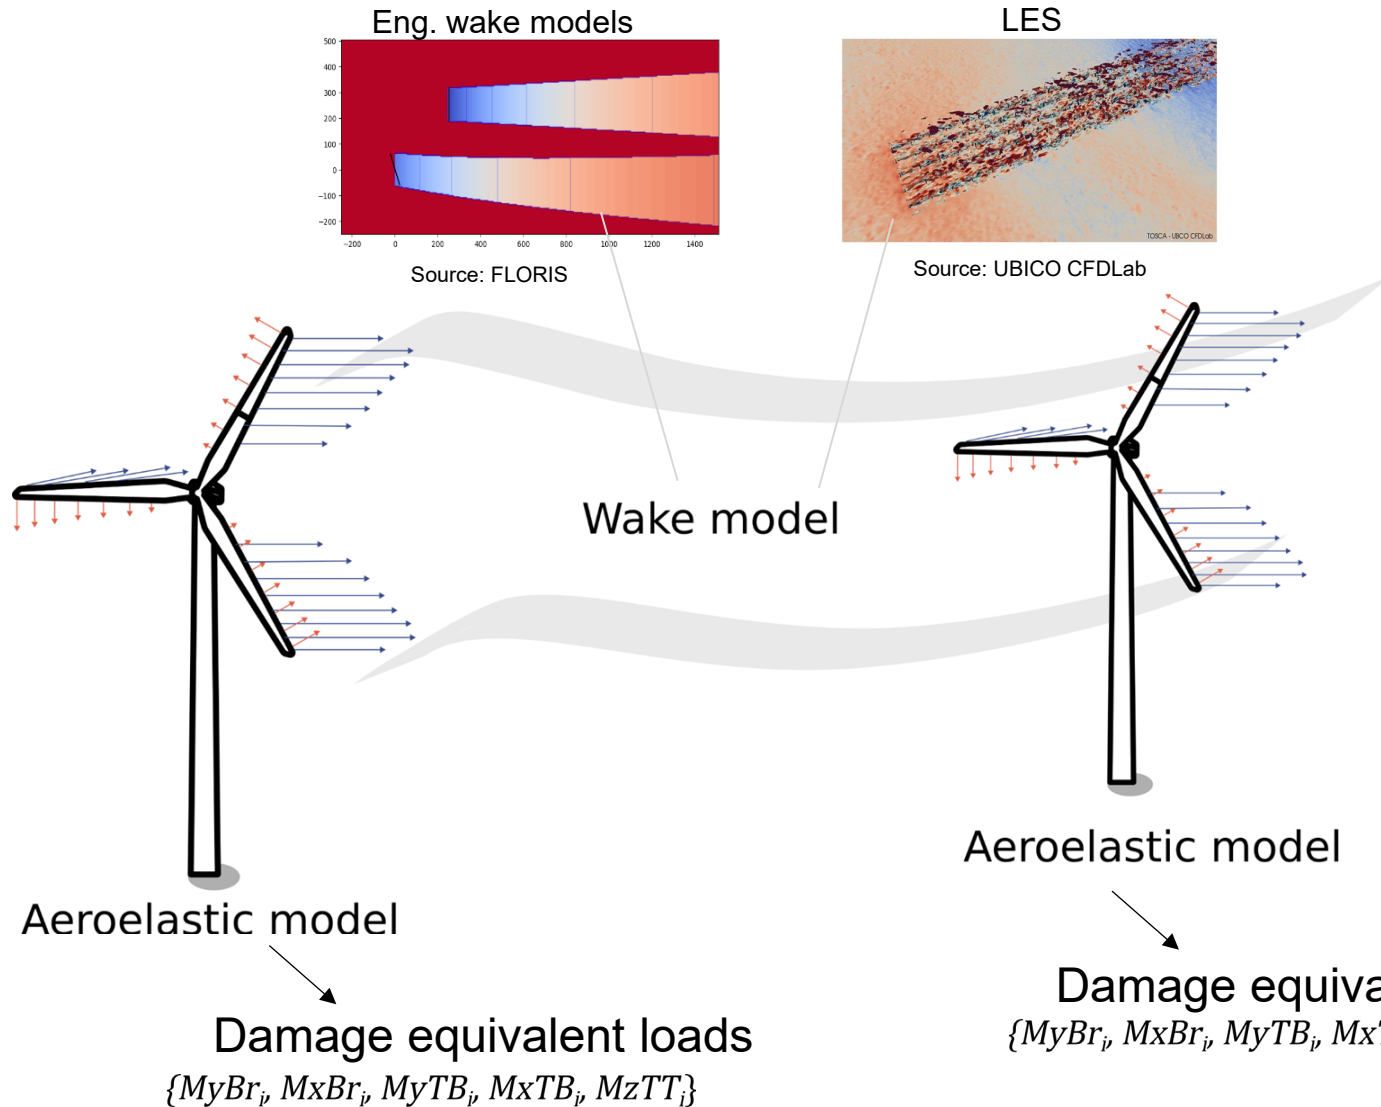 Eng. wake models
LES
500
400
300
200
100
0
−100
−200
−200
0
200
400
600
800
1000
1200
1400
TOSCA - UBCO CFDLab
Source: FLORIS
Source: UBICO CFDLab
Wake model
Aeroelastic model
Aeroelastic model
Damage equiva
{MyBr_i, MxBr_i, MyTB_i, MxT
Damage equivalent loads
{MyBr_i, MxBr_i, MyTB_i, MxTB_i, MzTT_i}